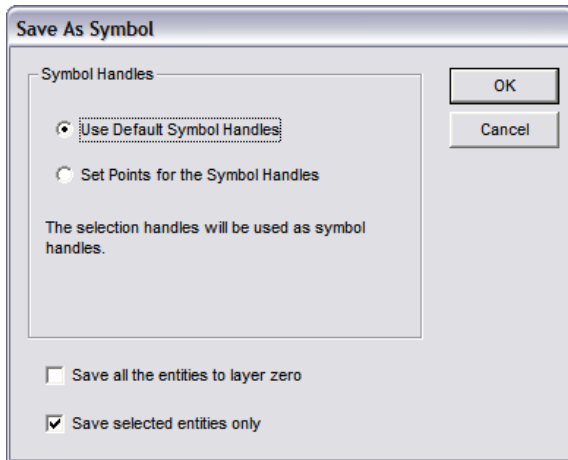 Save As Symbol
Symbol Handles
OK
Use Default Symbol Handles
Cancel
Set Points for the Symbol Handles
The selection handles will be used as symbol
handles.
Save all the entities to layer zero
Save selected entities only